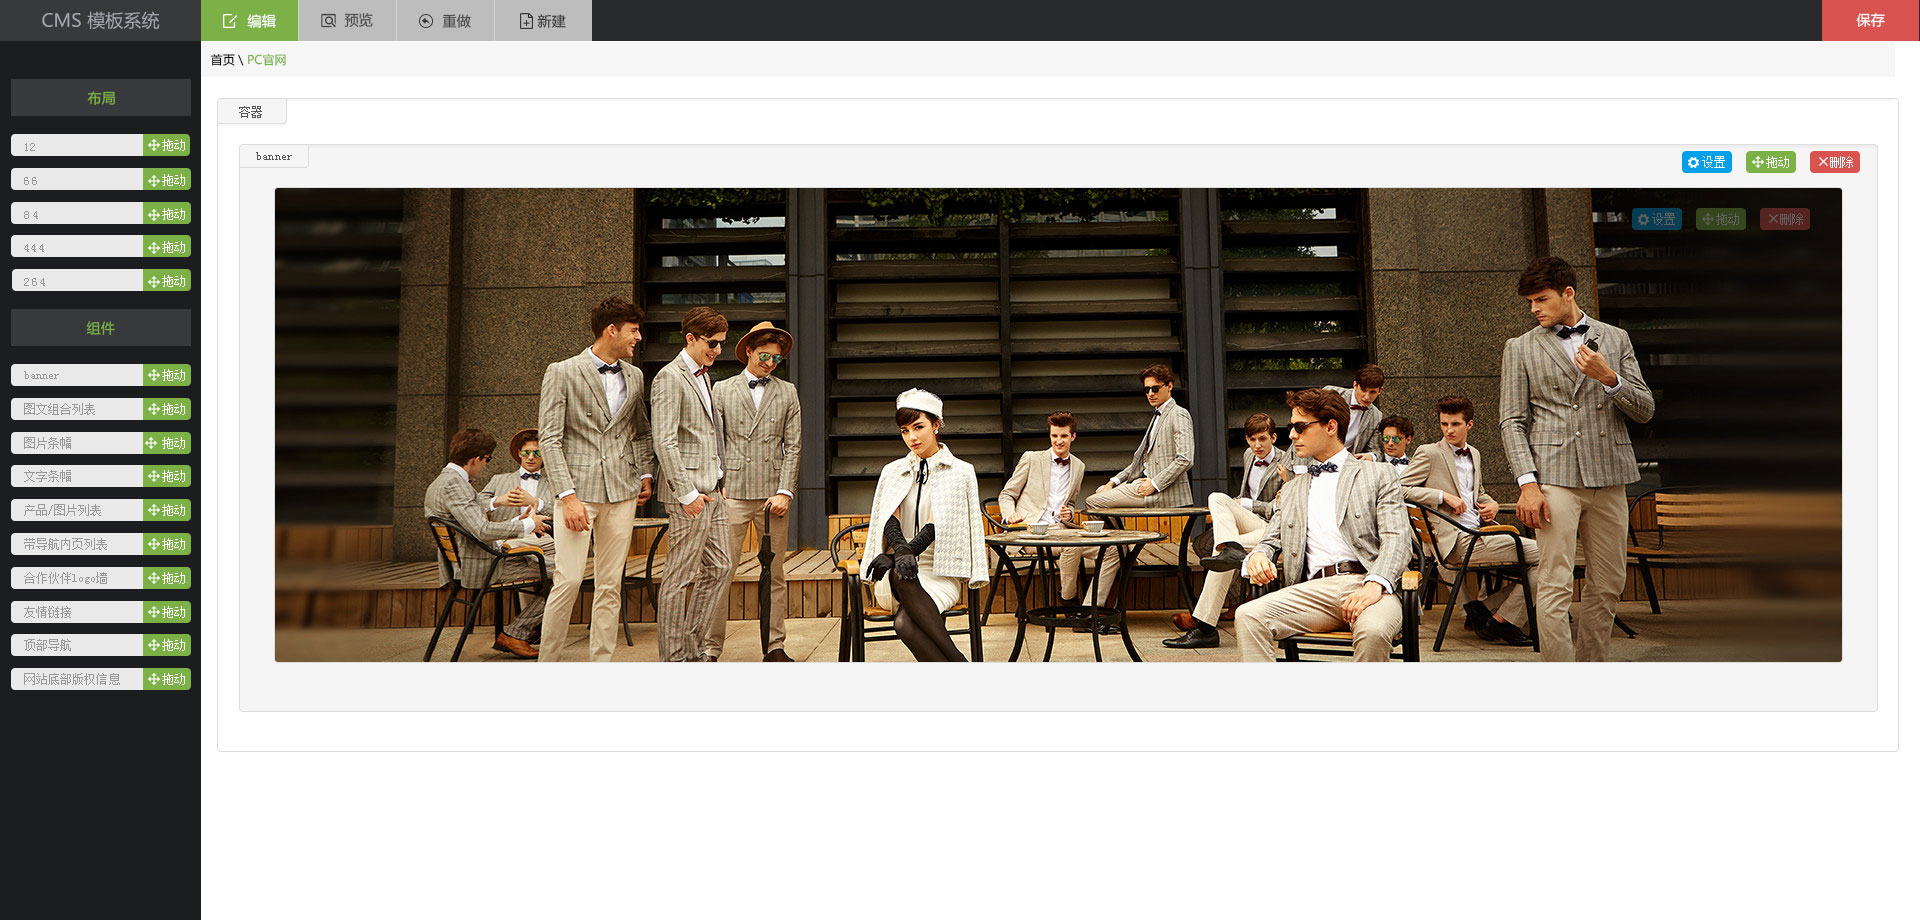 CMS 模板系统
编辑
预览
重做
新建
保存
首页 \ PC官网
布局
12 拖动
66 拖动
84 拖动
444 拖动
264 拖动
组件
banner 拖动
图文组合列表 拖动
图片条幅 拖动
文字条幅 拖动
产品/图片列表 拖动
带导航内页列表 拖动
合作伙伴logo墙 拖动
友情链接 拖动
顶部导航 拖动
网站底部版权信息 拖动
容器
banner
设置 拖动 删除
设置 拖动 删除